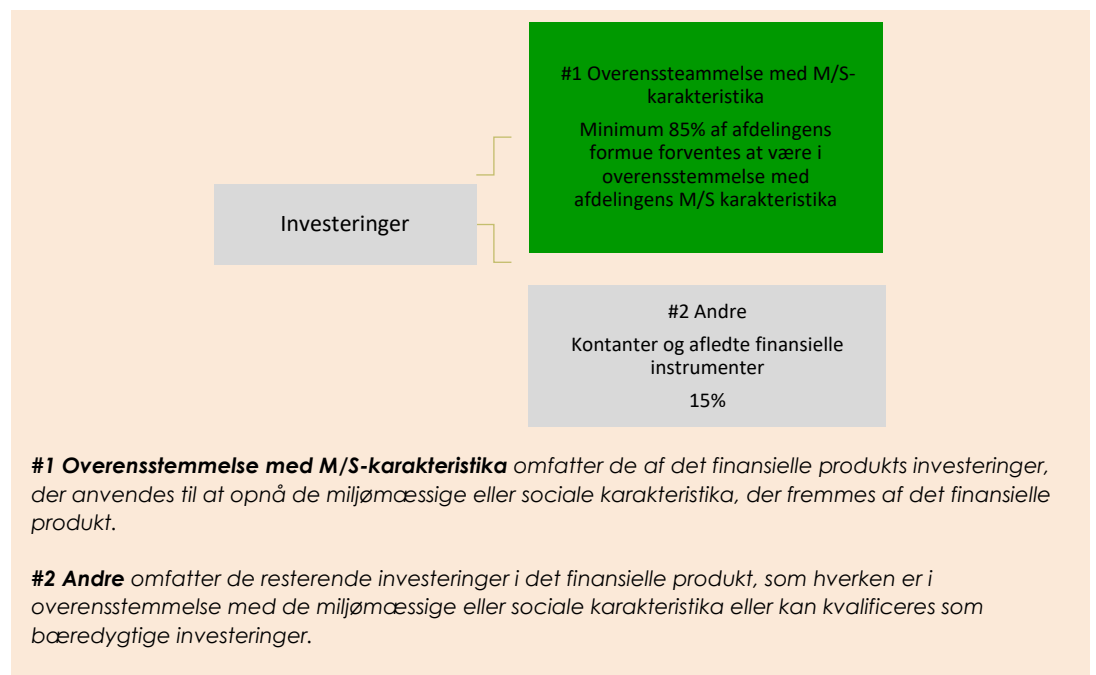 #1 Overenssteammelse med M/S-
karakteristika
Minimum 85% af afdelingens
formue forventes at være i
overensstemmelse med
afdelingens M/S karakteristika
Investeringer
#2 Andre
Kontanter og afledte finansielle
instrumenter
15%
#1 Overensstemmelse med M/S-karakteristika omfatter de af det finansielle produkts investeringer,
der anvendes til at opnå de miljømæssige eller sociale karakteristika, der fremmes af det finansielle
produkt.
#2 Andre omfatter de resterende investeringer i det finansielle produkt, som hverken er i
overensstemmelse med de miljømæssige eller sociale karakteristika eller kan kvalificeres som
bæredygtige investeringer.